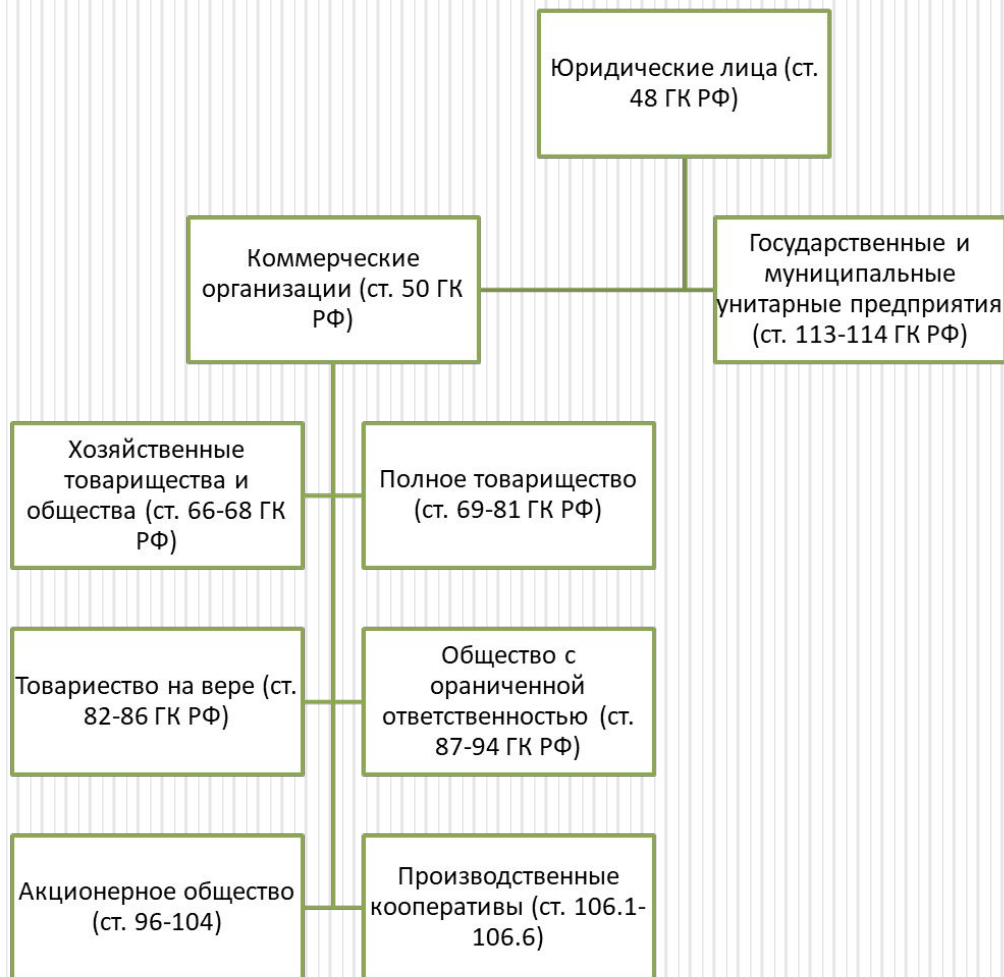 Юридические лица (ст.
48 ГК РФ)
Коммерческие
организации (ст. 50 ГК
РФ)
Государственные и
муниципальные
унитарные предприятия
(ст. 113-114 ГК РФ)
Хозяйственные
товарищества и
общества (ст. 66-68 ГК
РФ)
Полное товарищество
(ст. 69-81 ГК РФ)
Товариество на вере (ст.
82-86 ГК РФ)
Общество с
ораниченной
ответственностью (ст.
87-94 ГК РФ)
Акционерное общество
(ст. 96-104)
Производственные
кооперативы (ст. 106.1-
106.6)